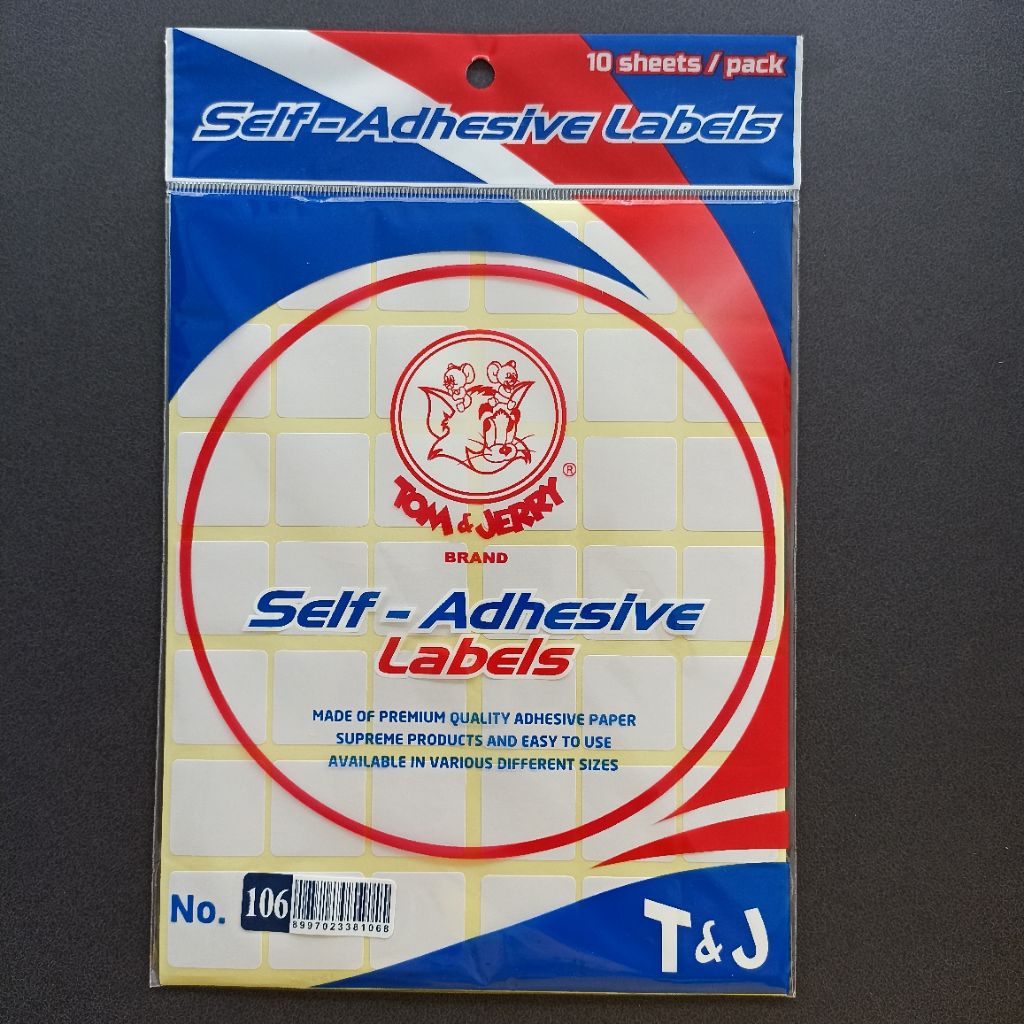 10 sheets / pack
Self-Adhesive Labels
TOM & JERRY ®
BRAND
Self - Adhesive
Labels
MADE OF PREMIUM QUALITY ADHESIVE PAPER
SUPREME PRODUCTS AND EASY TO USE
AVAILABLE IN VARIOUS DIFFERENT SIZES
No. 106
8997023381068
T & J